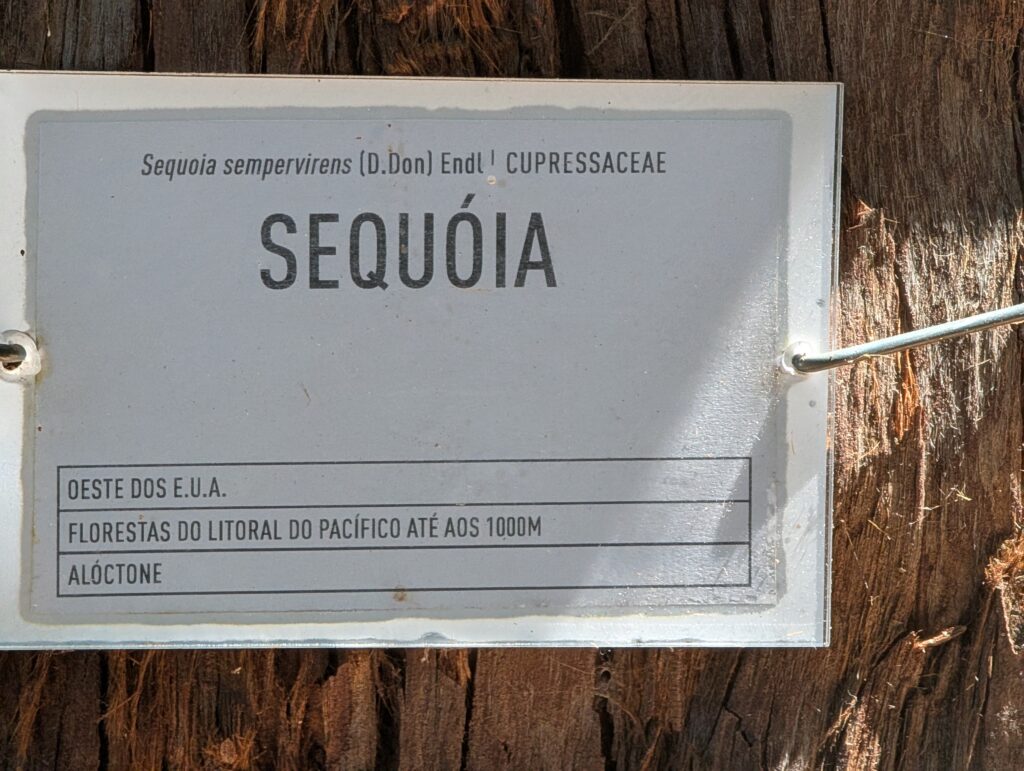 Sequoia sempervirens (D.Don) Endl | CUPRESSACEAE
SEQUÓIA
OESTE DOS E.U.A.
FLORESTAS DO LITORAL DO PACÍFICO ATÉ AOS 1000M
ALÓCTONE